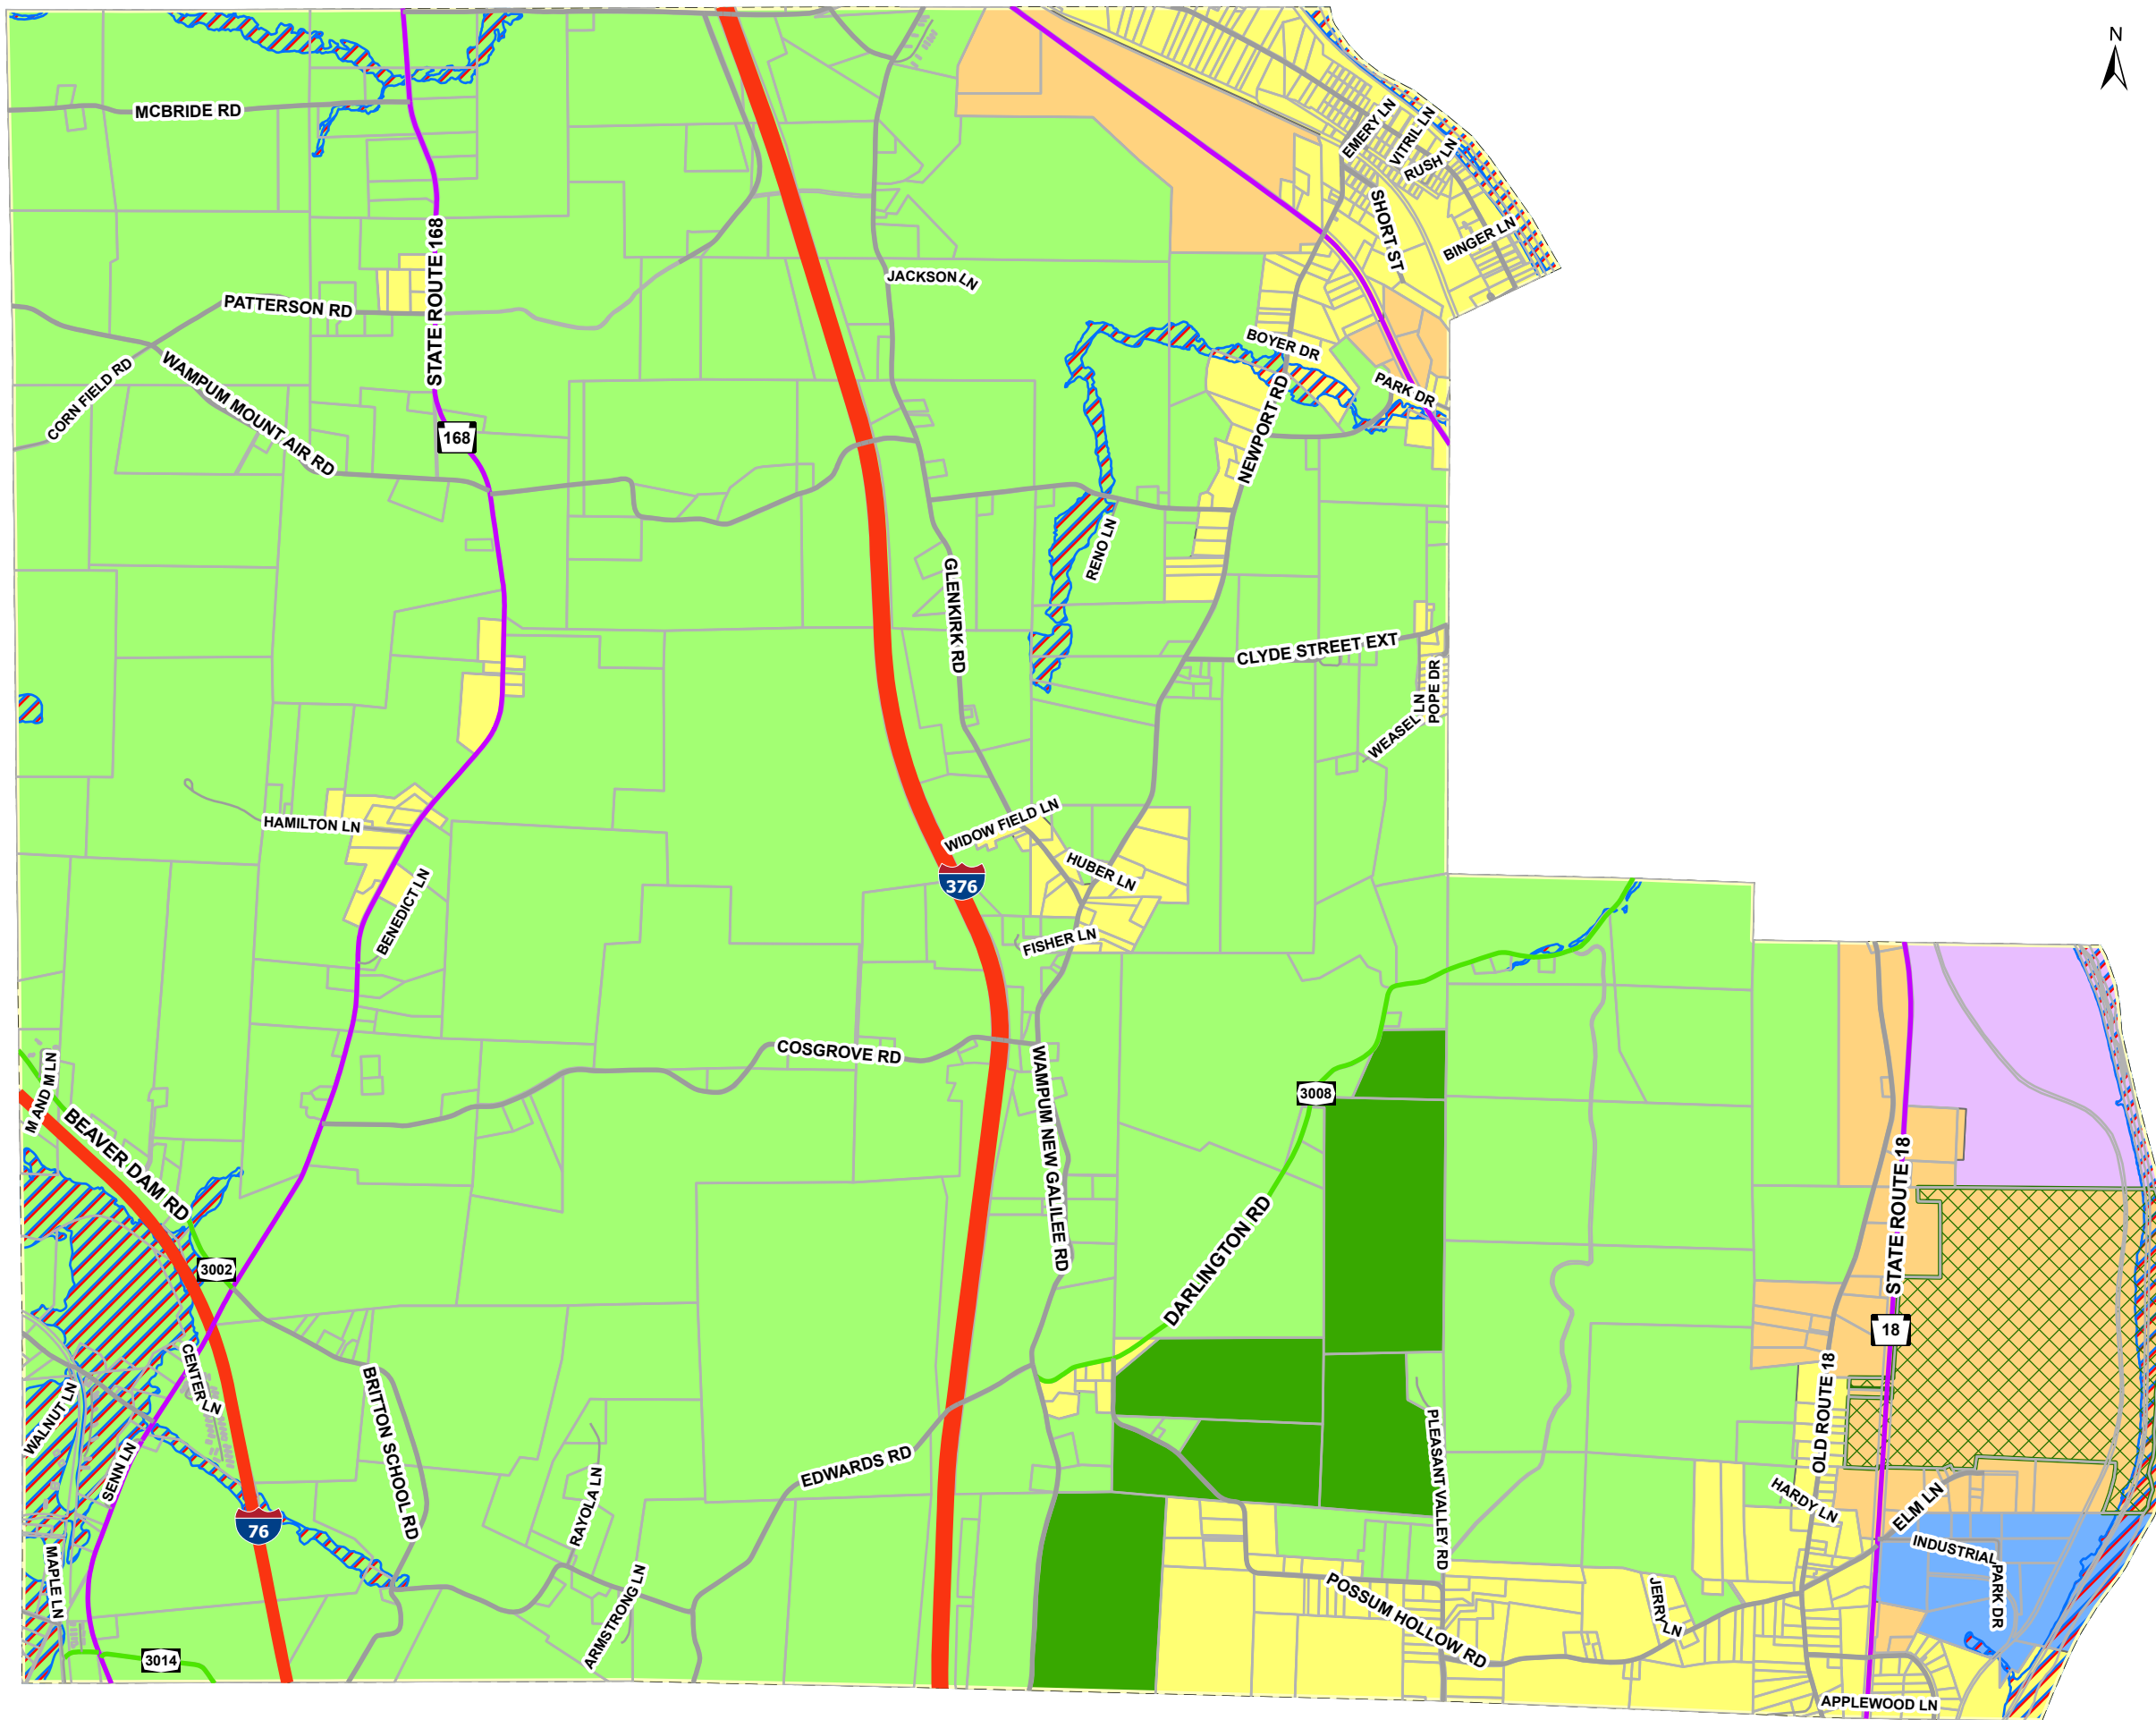 N
MCBRIDE RD
EMERY LN
VITRIL LN
RUSH LN
SHORT ST
BINGER LN
STATE ROUTE 168
JACKSON LN
PATTERSON RD
CORN FIELD RD
WAMPUM MOUNT AIR RD
BOYER DR
PARK DR
168
NEWPORT RD
RENO LN
GLENKIRK RD
CLYDE STREET EXT
WEASEL LN
POPE DR
HAMILTON LN
WIDOW FIELD LN
HUBER LN
376
BENEDICT LN
FISHER LN
COSGROVE RD
M AND M LN
BEAVER DAM RD
WAMPUM NEW GALILEE RD
3008
DARLINGTON RD
STATE ROUTE 18
3002
18
CENTER LN
WALNUT LN
SENN LN
BRITTON SCHOOL RD
OLD ROUTE 18
PLEASANT VALLEY RD
EDWARDS RD
RAYOLA LN
HARDY LN
ELM LN
76
INDUSTRIAL PARK DR
MAPLE LN
ARMSTRONG LN
POSSUM HOLLOW RD
JERRY LN
3014
APPLEWOOD LN